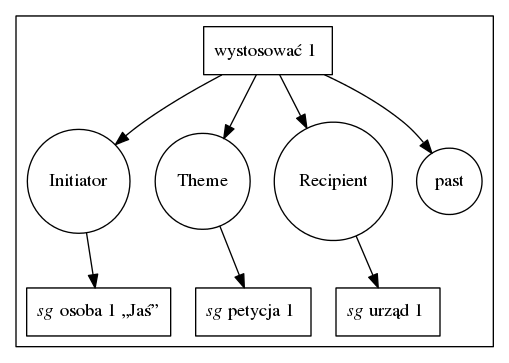 wystosować 1
Initiator
Theme
Recipient
past
sg osoba 1 „Jaś”
sg petycja 1
sg urząd 1